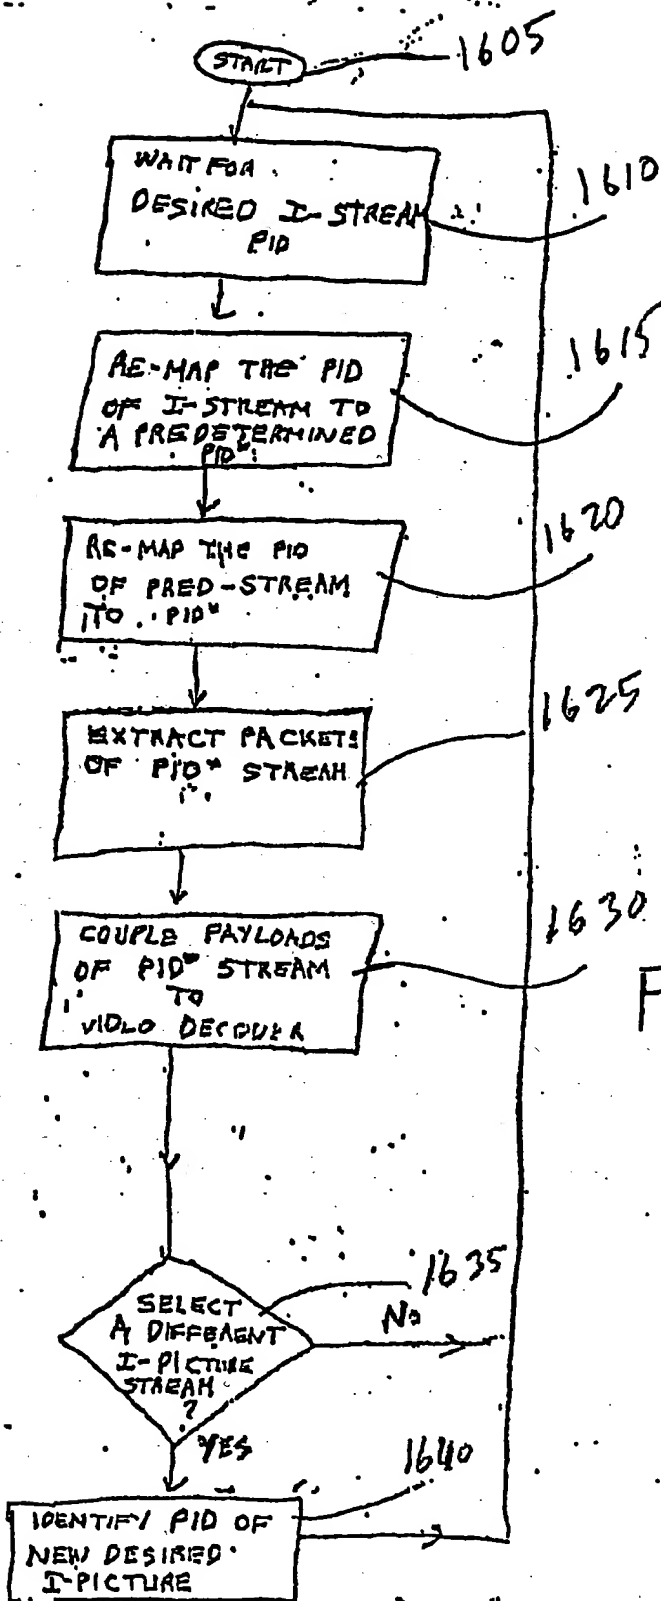 START
1605
WAIT FOR
DESIRED I-STREAM
PID
1610
RE-MAP THE PID
OF I-STREAM TO
A PREDETERMINED
PID*
1615
RE-MAP THE PID
OF PRED-STREAM
TO PID*
1620
EXTRACT PACKETS
OF PID* STREAM
1625
COUPLE PAYLOADS
OF PID* STREAM
TO
VIDEO DECODER
1630
F
SELECT
A DIFFERENT
I-PICTURE
STREAM
?
1635
NO
YES
IDENTIFY PID OF
NEW DESIRED
I-PICTURE
1640